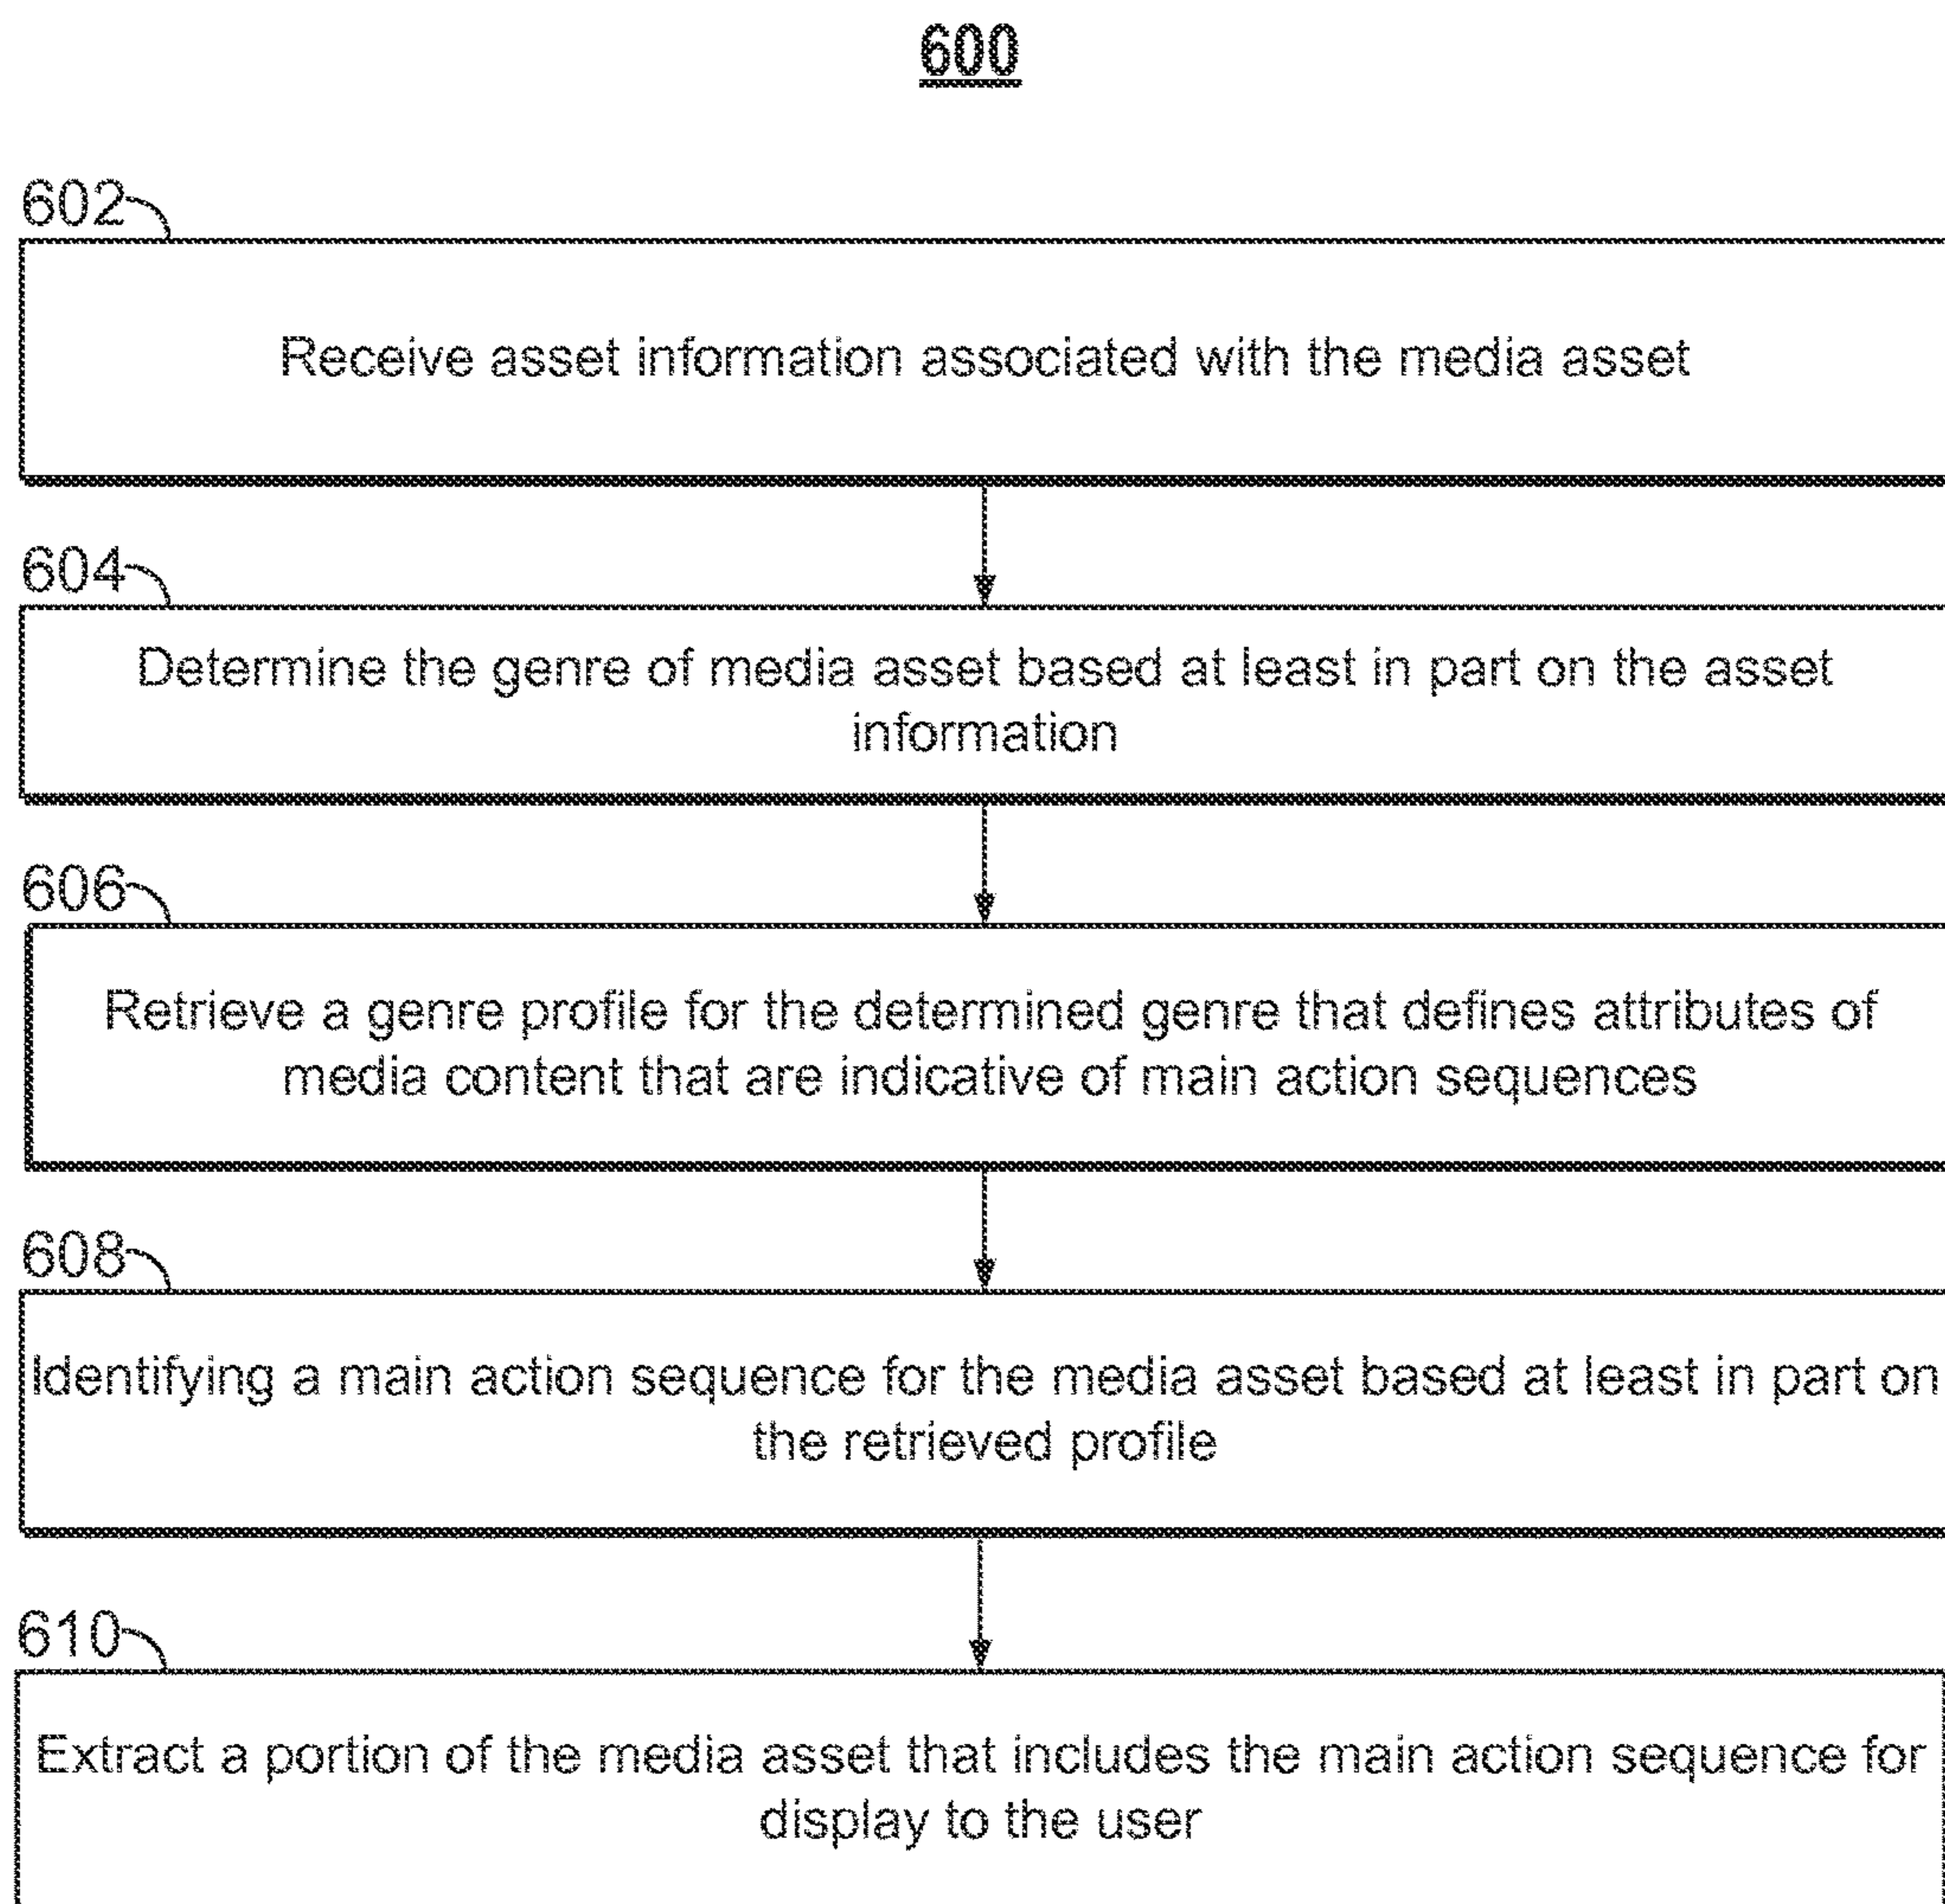 600
602
Receive asset information associated with the media asset
604
Determine the genre of media asset based at least in part on the asset
information
606
Retrieve a genre profile for the determined genre that defines attributes of
media content that are indicative of main action sequences
608
Identifying a main action sequence for the media asset based at least in part on
the retrieved profile
610
Extract a portion of the media asset that includes the main action sequence for
display to the user